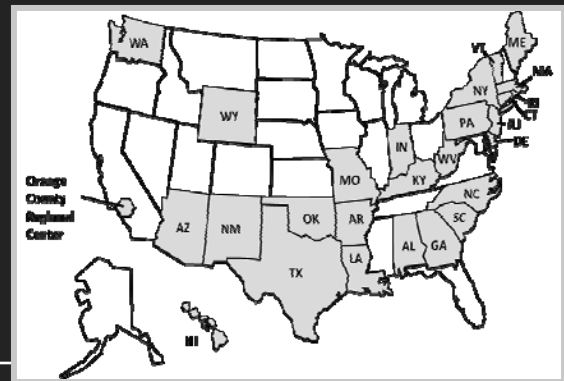 WA
VT
ME
MA
NY
RI
CT
WY
PA
NJ
DE
IN
WV
MO
KY
Orange
County
Regional
Center
NC
AZ
NM
OK
AR
SC
AL
GA
LA
TX
HI